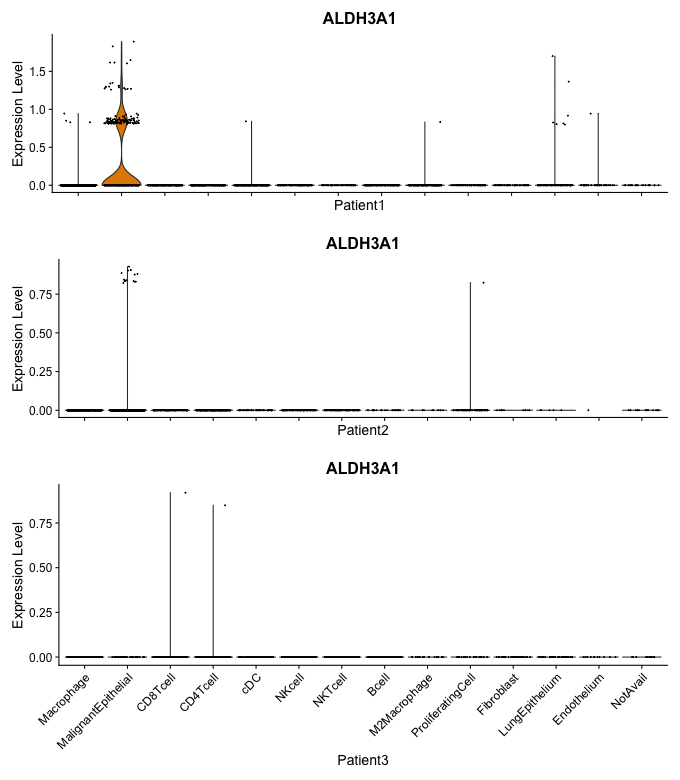 ALDH3A1
Expression Level
1.5
1.0
0.5
0.0
Patient1
ALDH3A1
Expression Level
0.75
0.50
0.25
0.00
Patient2
ALDH3A1
Expression Level
0.75
0.50
0.25
0.00
Macrophage
MalignantEpithelial
CD8Tcell
CD4Tcell
cDC
NKcell
NKTcell
Bcell
M2Macrophage
ProliferatingCell
Fibroblast
LungEpithelium
Endothelium
NotAvail
Patient3